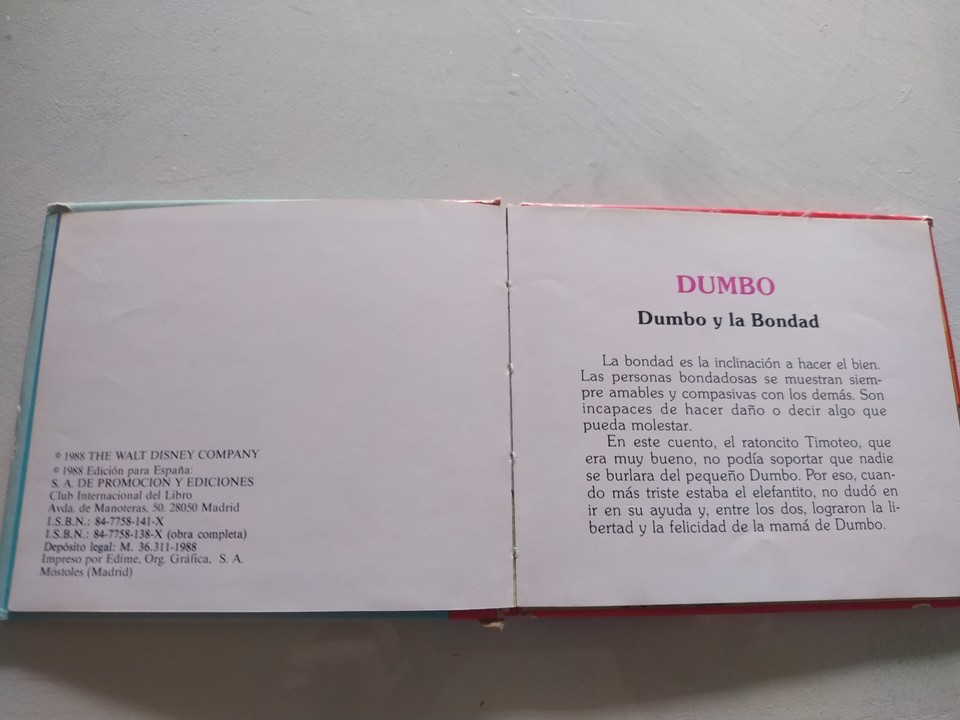 © 1988 THE WALT DISNEY COMPANY
© 1988 Edición para España:
S. A. DE PROMOCION Y EDICIONES
Club Internacional del Libro
Avda. de Manoteras, 50. 28050 Madrid
I.S.B.N.: 84-7758-141-X
I.S.B.N.: 84-7758-138-X (obra completa)
Depósito legal: M. 36.311-1988
Impreso por Edime, Org. Gráfica, S. A.
Móstoles (Madrid)
DUMBO
Dumbo y la Bondad
La bondad es la inclinación a hacer el bien.
Las personas bondadosas se muestran siem-
pre amables y compasivas con los demás. Son
incapaces de hacer daño o decir algo que
pueda molestar.
En este cuento, el ratoncito Timoteo, que
era muy bueno, no podía soportar que nadie
se burlara del pequeño Dumbo. Por eso, cuan-
do más triste estaba el elefantito, no dudó en
ir en su ayuda y, entre los dos, lograron la li-
bertad y la felicidad de la mamá de Dumbo.